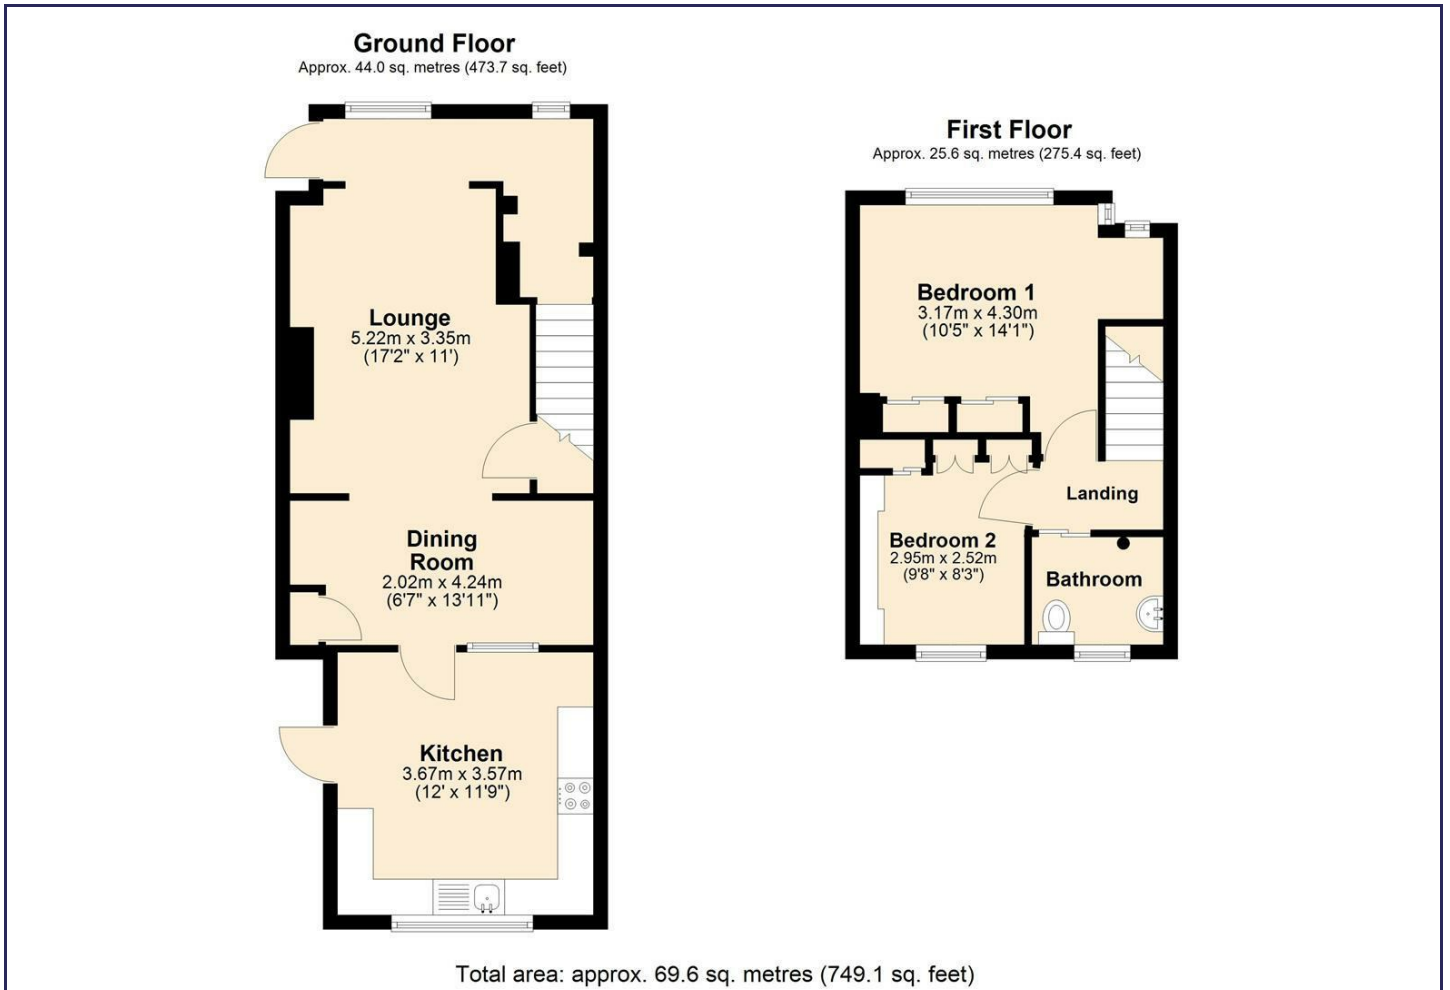 Ground Floor
Approx. 44.0 sq. metres (473.7 sq. feet)
Lounge
5.22m x 3.35m
(17'2" x 11')
Dining
Room
2.02m x 4.24m
(6'7" x 13'11")
Kitchen
3.67m x 3.57m
(12' x 11'9")
First Floor
Approx. 25.6 sq. metres (275.4 sq. feet)
Bedroom 1
3.17m x 4.30m
(10'5" x 14'1")
Landing
Bedroom 2
2.95m x 2.52m
(9'8" x 8'3")
Bathroom
Total area: approx. 69.6 sq. metres (749.1 sq. feet)